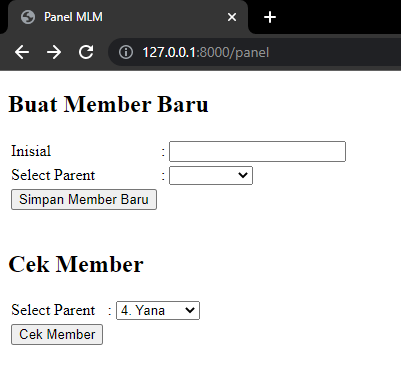 Panel MLM
127.0.0.1:8000/panel
Buat Member Baru
Inisial :
Select Parent :
Simpan Member Baru
Cek Member
Select Parent : 4. Yana
Cek Member